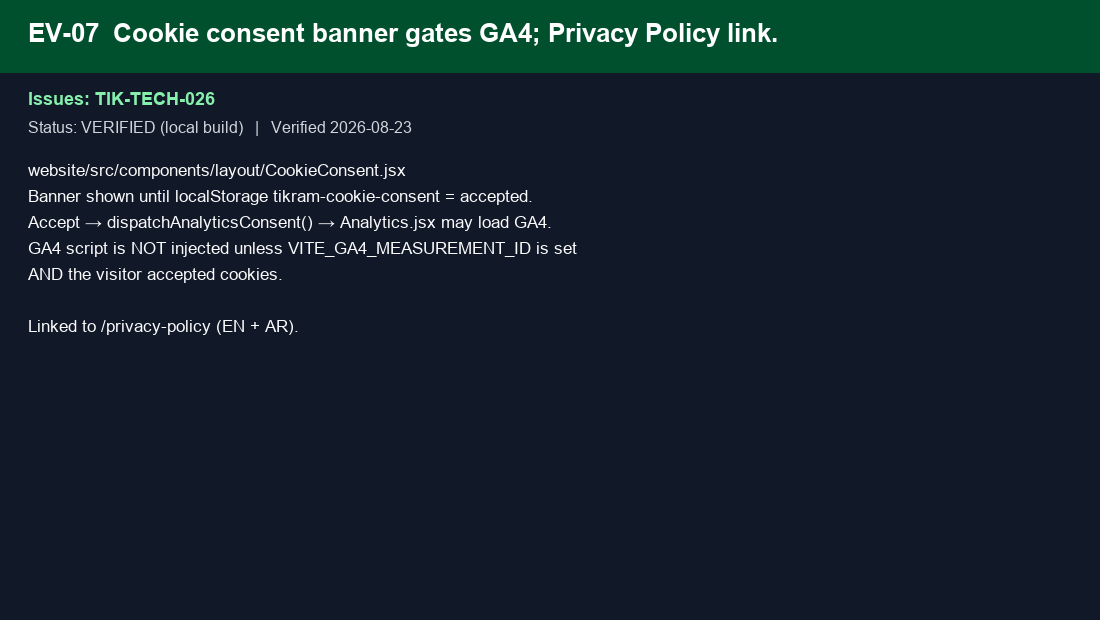 EV-07  Cookie consent banner gates GA4; Privacy Policy link.
Issues: TIK-TECH-026
Status: VERIFIED (local build)   |   Verified 2026-08-23
website/src/components/layout/CookieConsent.jsx
Banner shown until localStorage tikram-cookie-consent = accepted.
Accept → dispatchAnalyticsConsent() → Analytics.jsx may load GA4.
GA4 script is NOT injected unless VITE_GA4_MEASUREMENT_ID is set
AND the visitor accepted cookies.
Linked to /privacy-policy (EN + AR).